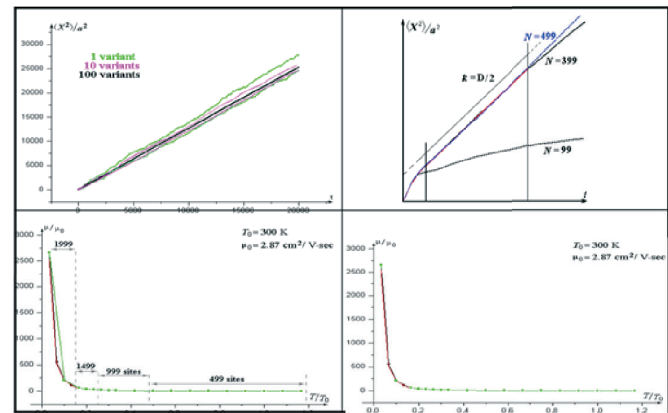 ⟨X²⟩/a²
30000
25000
20000
15000
10000
5000
0
1 variant
10 variants
100 variants
0
5000
10000
15000
20000
t
⟨X²⟩/a²
N=499
N=399
k=D/2
N=99
t
μ/μ₀
3000
2500
2000
1500
1000
500
0
1999
T₀=300 K
μ₀=2.87 cm²/V-sec
1499
999 sites
499 sites
T/T₀
μ/μ₀
3000
2500
2000
1500
1000
500
0
T₀=300 K
μ₀=2.87 cm²/V-sec
T/T₀
0.0
0.2
0.4
0.6
0.8
1.0
1.2